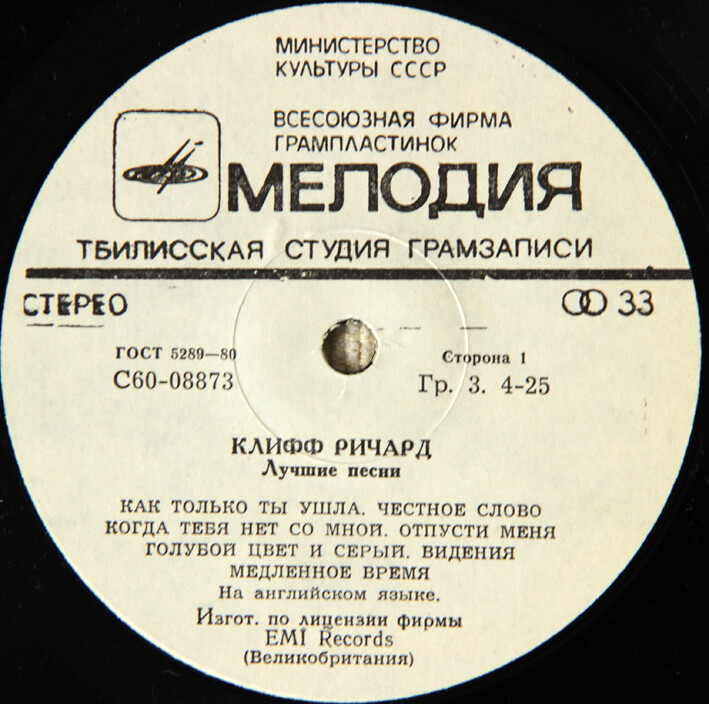 МИНИСТЕРСТВО
КУЛЬТУРЫ СССР
ВСЕСОЮЗНАЯ ФИРМА
ГРАМПЛАСТИНОК
МЕЛОДИЯ
ТБИЛИССКАЯ СТУДИЯ ГРАМЗАПИСИ
СТЕРЕО 33
ГОСТ 5289—80 Сторона 1
С60-08873 Гр. 3. 4-25
КЛИФФ РИЧАРД
Лучшие песни
КАК ТОЛЬКО ТЫ УШЛА. ЧЕСТНОЕ СЛОВО
КОГДА ТЕБЯ НЕТ СО МНОЙ. ОТПУСТИ МЕНЯ
ГОЛУБОЙ ЦВЕТ И СЕРЫЙ. ВИДЕНИЯ
МЕДЛЕННОЕ ВРЕМЯ
На английском языке.
Изгот. по лицензии фирмы
EMI Records
(Великобритания)